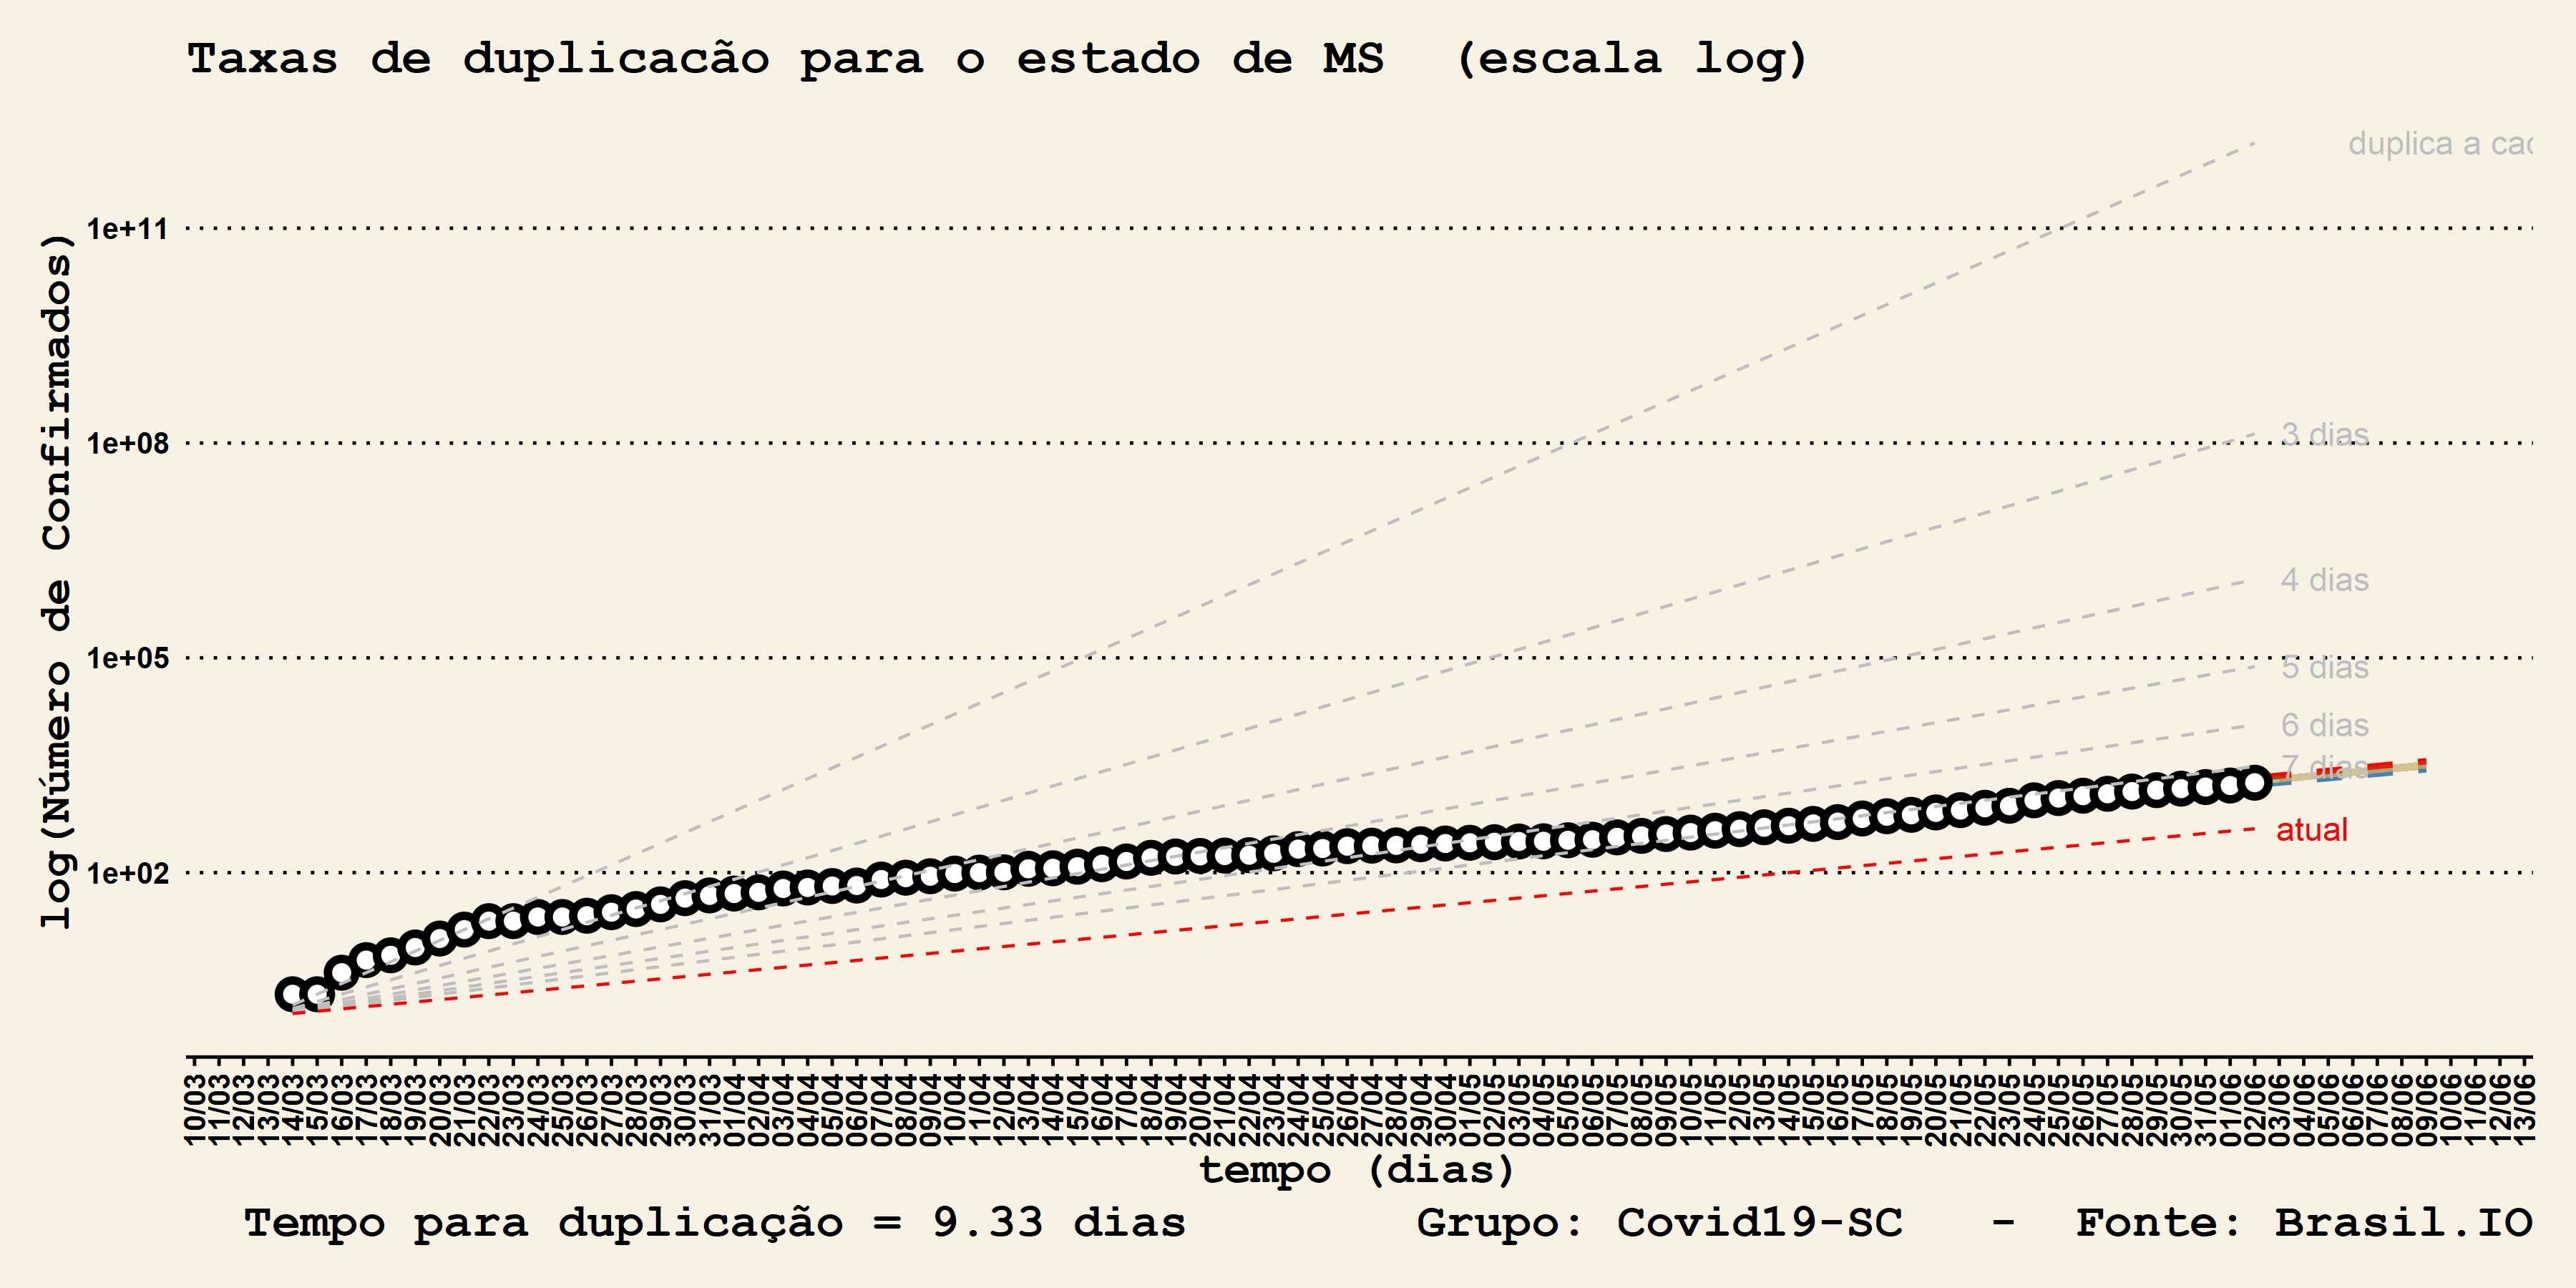 Taxas de duplicacão para o estado de MS (escala log)
duplica a cac
1e+11
3 dias
1e+08
4 dias
1e+05
5 dias
6 dias
7 dias
atual
1e+02
log(Número de Confirmados)
10/03 11/03 12/03 13/03 14/03 15/03 16/03 17/03 18/03 19/03 20/03 21/03 22/03 23/03 24/03 25/03 26/03 27/03 28/03 29/03 30/03 31/03 01/04 02/04 03/04 04/04 05/04 06/04 07/04 08/04 09/04 10/04 11/04 12/04 13/04 14/04 15/04 16/04 17/04 18/04 19/04 20/04 21/04 22/04 23/04 24/04 25/04 26/04 27/04 28/04 29/04 30/04 01/05 02/05 03/05 04/05 05/05 06/05 07/05 08/05 09/05 10/05 11/05 12/05 13/05 14/05 15/05 16/05 17/05 18/05 19/05 20/05 21/05 22/05 23/05 24/05 25/05 26/05 27/05 28/05 29/05 30/05 31/05 01/06 02/06 03/06 04/06 05/06 06/06 07/06 08/06 09/06 10/06 11/06 12/06 13/06
tempo (dias)
Tempo para duplicação = 9.33 dias Grupo: Covid19-SC - Fonte: Brasil.IO